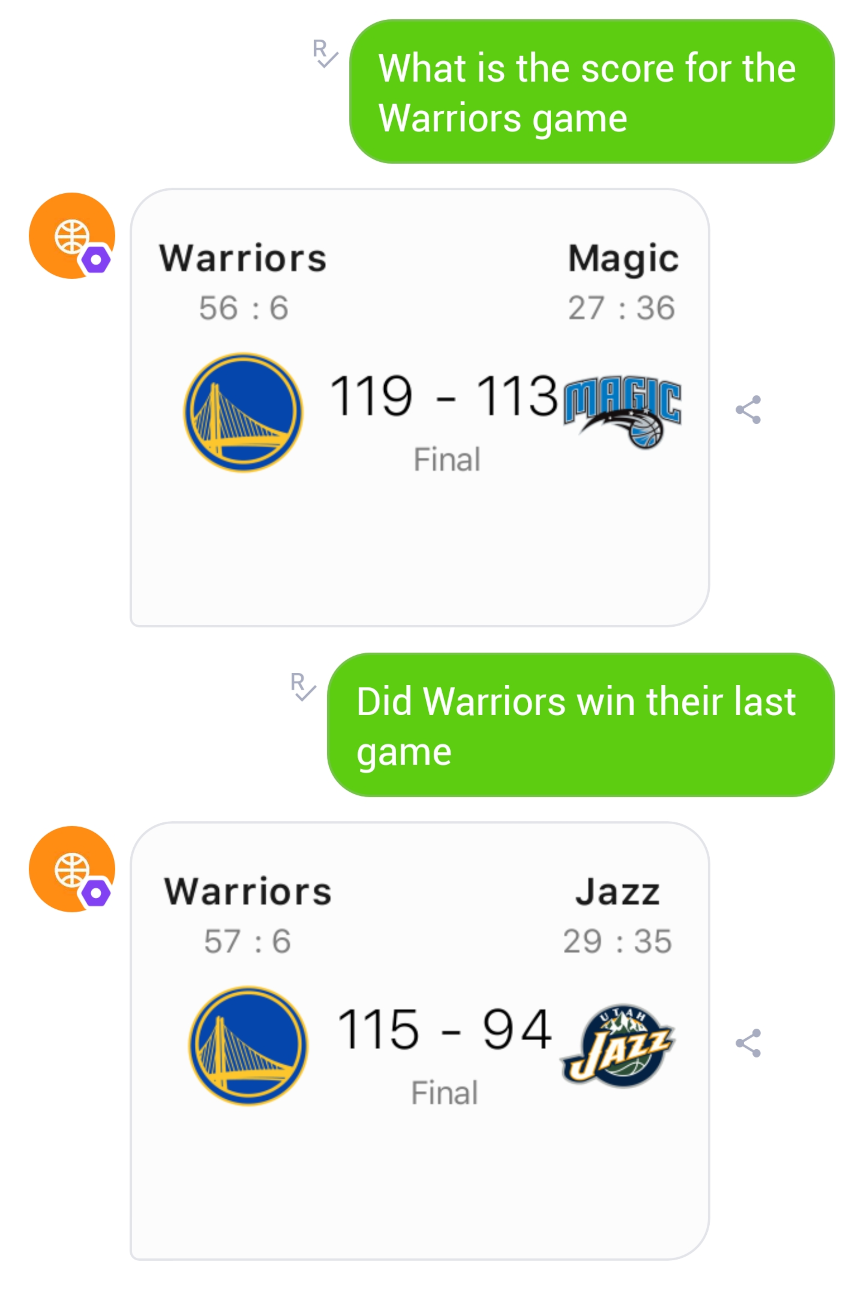 R
What is the score for the
Warriors game
Warriors Magic
56 : 6 27 : 36
119 - 113 MAGIC
Final
R
Did Warriors win their last
game
Warriors Jazz
57 : 6 29 : 35
115 - 94 UTAH JAZZ
Final